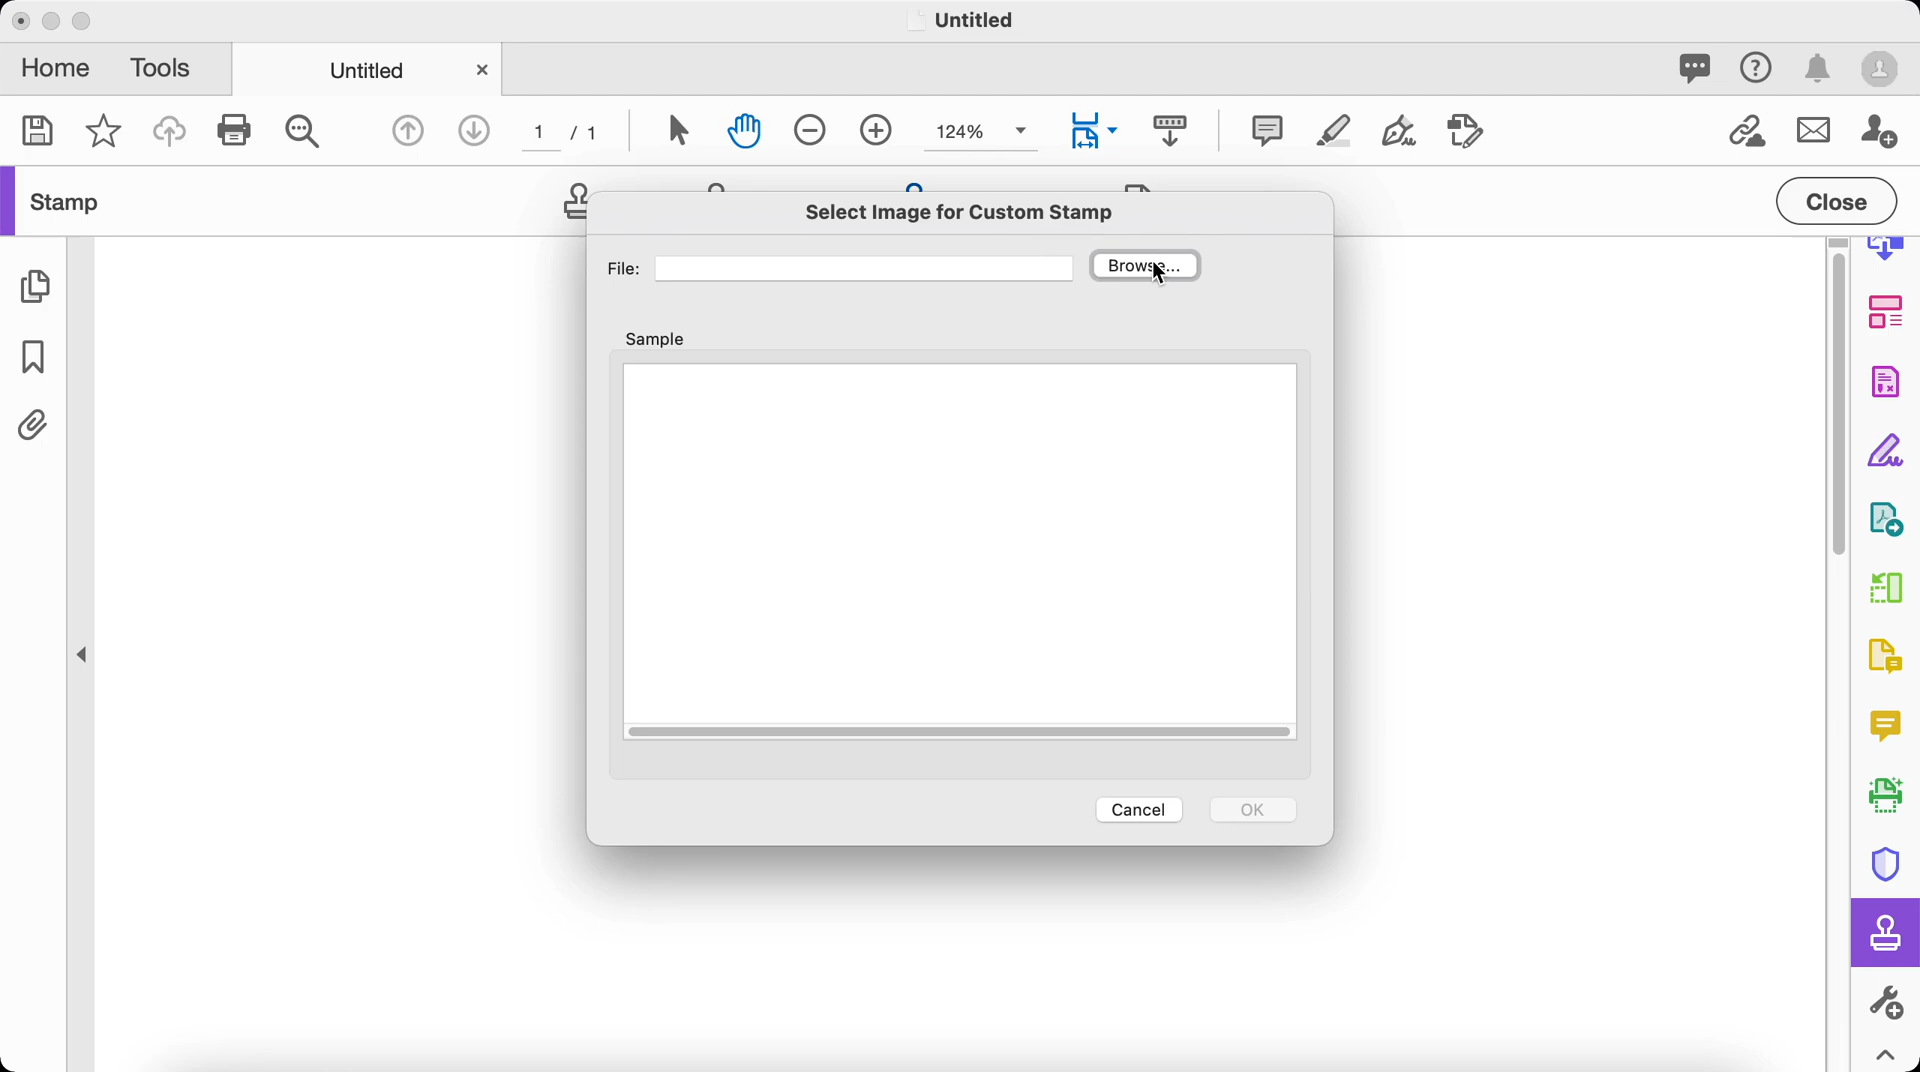 Untitled
Home
Tools
Untitled
1 / 1
124%
Stamp
Close
Select Image for Custom Stamp
File:
Browse...
Sample
Cancel
OK